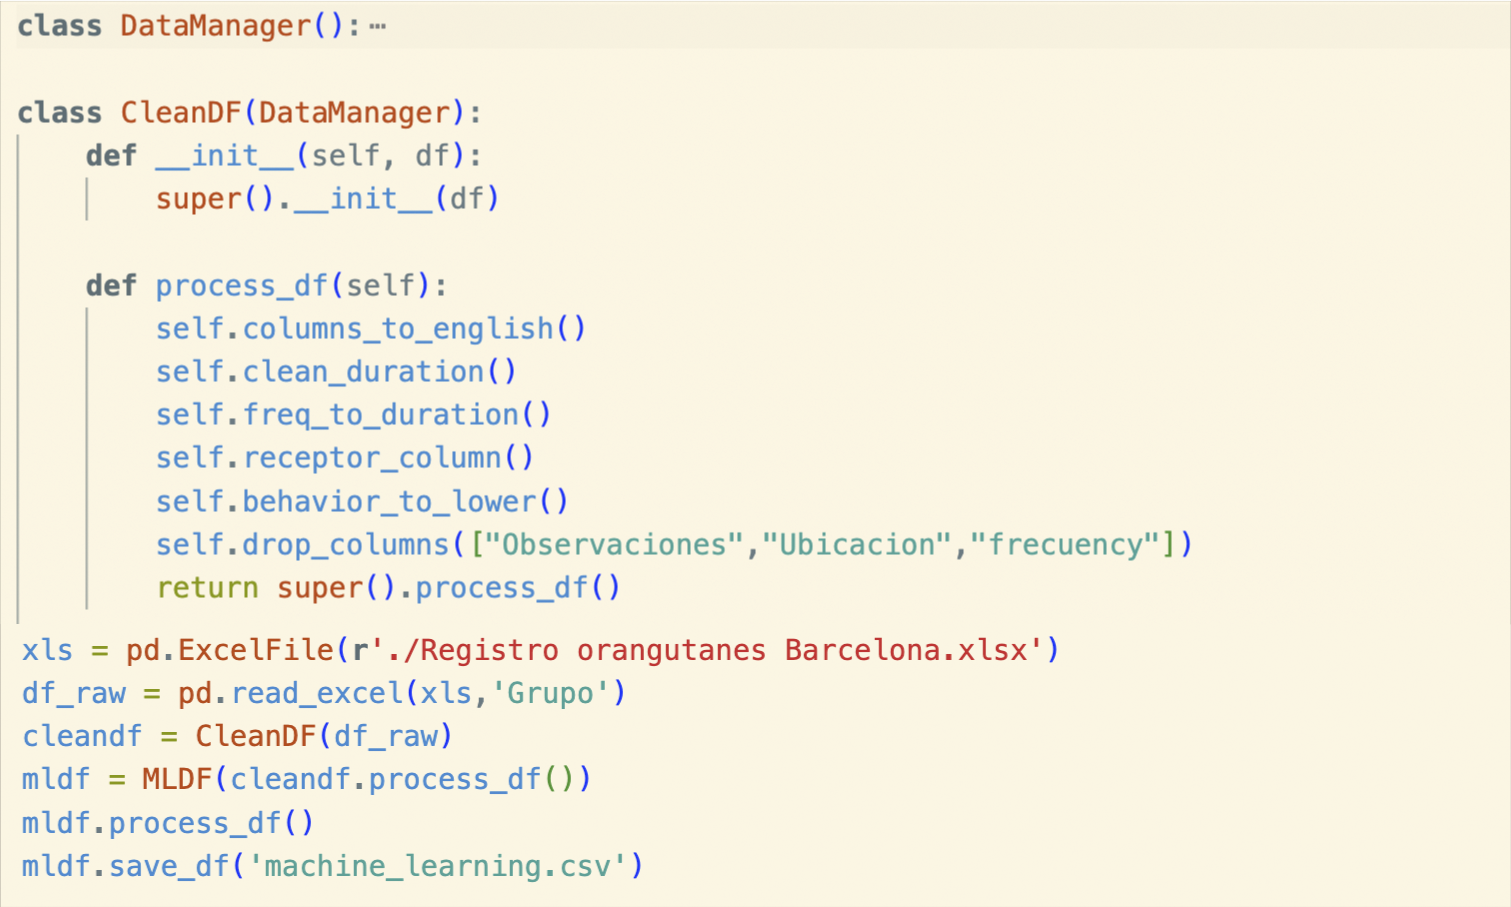 class DataManager(): ⋯
class CleanDF(DataManager):
    def __init__(self, df):
        super().__init__(df)
    def process_df(self):
        self.columns_to_english()
        self.clean_duration()
        self.freq_to_duration()
        self.receptor_column()
        self.behavior_to_lower()
        self.drop_columns(["Observaciones","Ubicacion","frecuency"])
        return super().process_df()
xls = pd.ExcelFile(r'./Registro orangutanes Barcelona.xlsx')
df_raw = pd.read_excel(xls,'Grupo')
cleandf = CleanDF(df_raw)
mldf = MLDF(cleandf.process_df())
mldf.process_df()
mldf.save_df('machine_learning.csv')